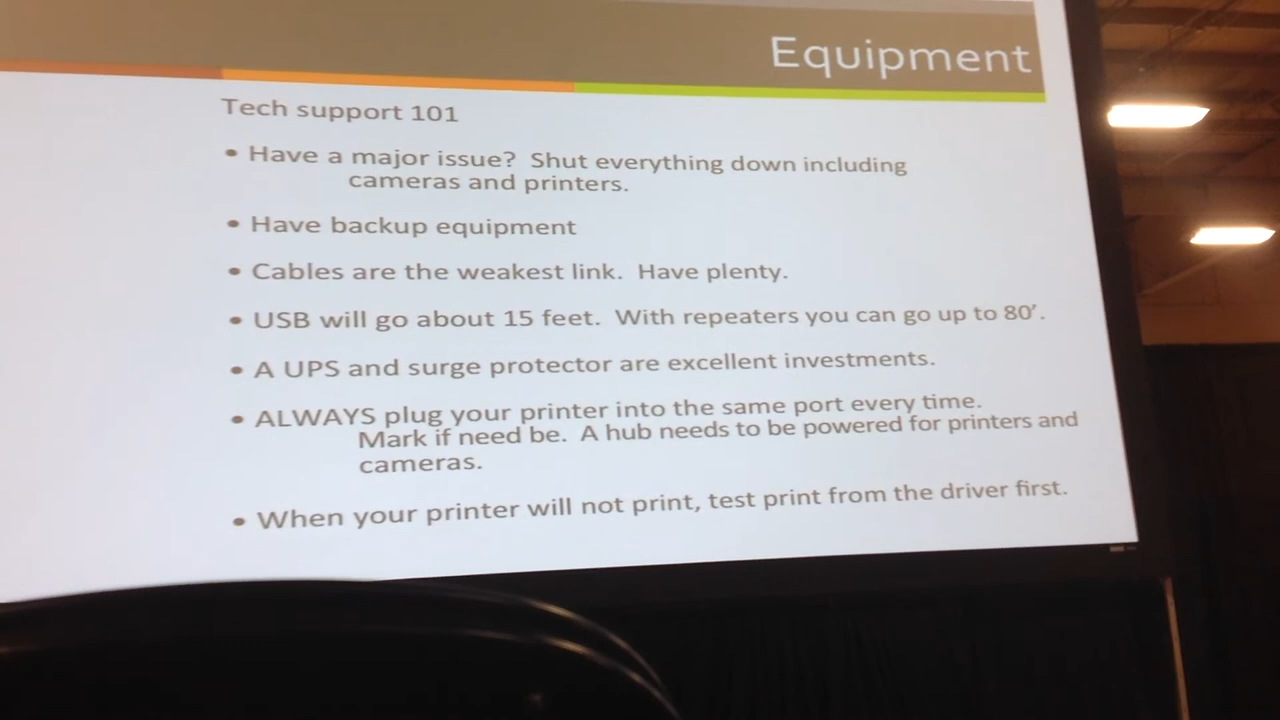 Equipment
Tech support 101
• Have a major issue? Shut everything down including
cameras and printers.
• Have backup equipment
• Cables are the weakest link. Have plenty.
• USB will go about 15 feet. With repeaters you can go up to 80’.
• A UPS and surge protector are excellent investments.
• ALWAYS plug your printer into the same port every time.
Mark if need be. A hub needs to be powered for printers and
cameras.
• When your printer will not print, test print from the driver first.